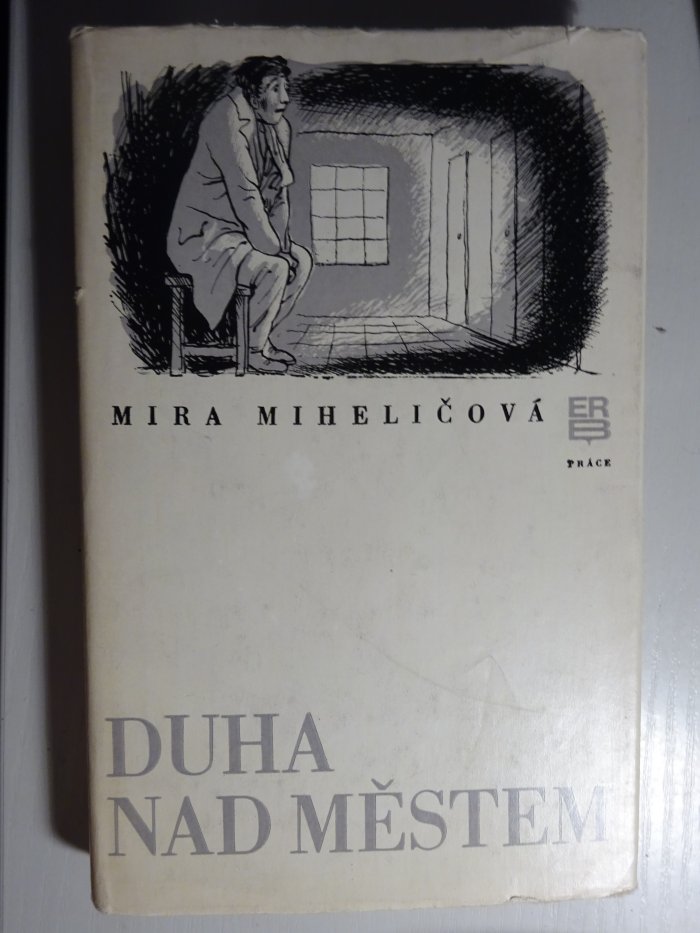 MIRA MIHELIČOVÁ
ERB
PRÁCE
DUHA
NAD MĚSTEM